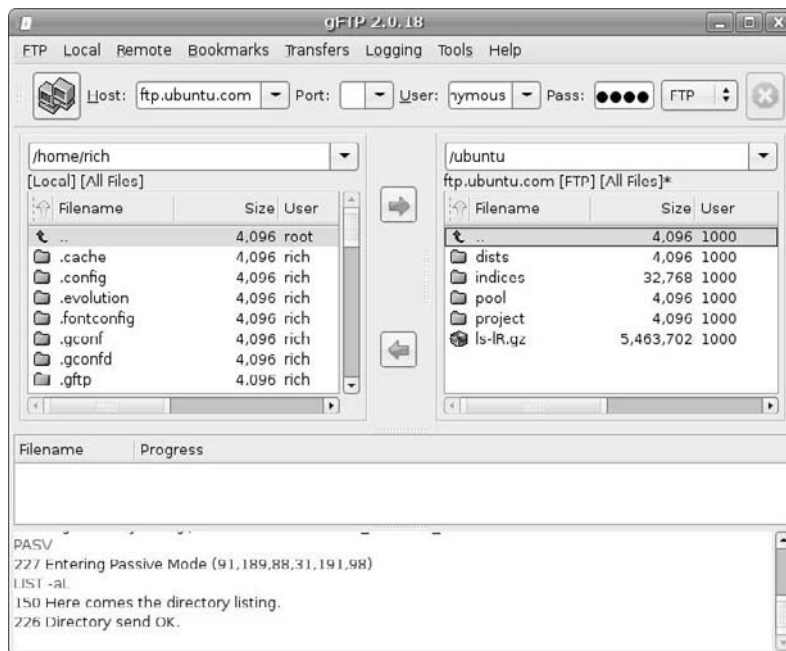 gFTP 2.0.18
FTP Local Remote Bookmarks Transfers Logging Tools Help
Host: ftp.ubuntu.com Port: User: nymous Pass: ●●●● FTP
/home/rich
[Local] [All Files]
Filename Size User
.. 4,096 root
.cache 4,096 rich
.config 4,096 rich
.evolution 4,096 rich
.fontconfig 4,096 rich
.gconf 4,096 rich
.gconfd 4,096 rich
.gftp 4,096 rich
/ubuntu
ftp.ubuntu.com [FTP] [All Files]*
Filename Size User
.. 4,096 1000
dists 4,096 1000
indices 32,768 1000
pool 4,096 1000
project 4,096 1000
ls-lR.gz 5,463,702 1000
Filename Progress
PASV
227 Entering Passive Mode (91,189,88,31,191,98)
LIST -aL
150 Here comes the directory listing.
226 Directory send OK.